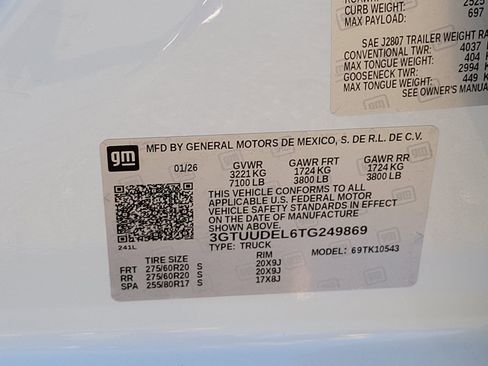 CURB WEIGHT: 2525
MAX PAYLOAD: 697
SAE J2807 TRAILER WEIGHT RA
CONVENTIONAL TWR: 4037
MAX TONGUE WEIGHT: 404 K
GOOSENECK TWR: 2994
MAX TONGUE WEIGHT: 449 K
SEE OWNER'S MANUA
gm
MFD BY GENERAL MOTORS DE MEXICO, S. DE R.L. DE C.V.
01/26 GVWR GAWR FRT GAWR RR
3221 KG 1724 KG 1724 KG
7100 LB 3800 LB 3800 LB
THIS VEHICLE CONFORMS TO ALL
APPLICABLE U.S. FEDERAL MOTOR
VEHICLE SAFETY STANDARDS IN
EFFECT ON THE DATE OF
MANUFACTURE SHOWN ABOVE.
3GTUUDEL6TG249869
TYPE: TRUCK MODEL: 69TK10543
241L
TIRE SIZE RIM
FRT 275/60R20 S 20X9J
RR 275/60R20 S 20X9J
SPA 255/80R17 S 17X8J